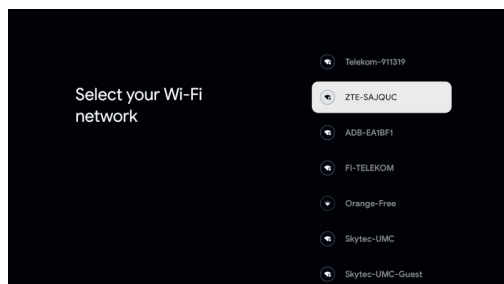 Select your Wi-Fi
network
Telekom-911319
ZTE-SAJQUC
ADB-EA1BF1
FI-TELEKOM
Orange-Free
Skytec-UMC
Skytec-UMC-Guest